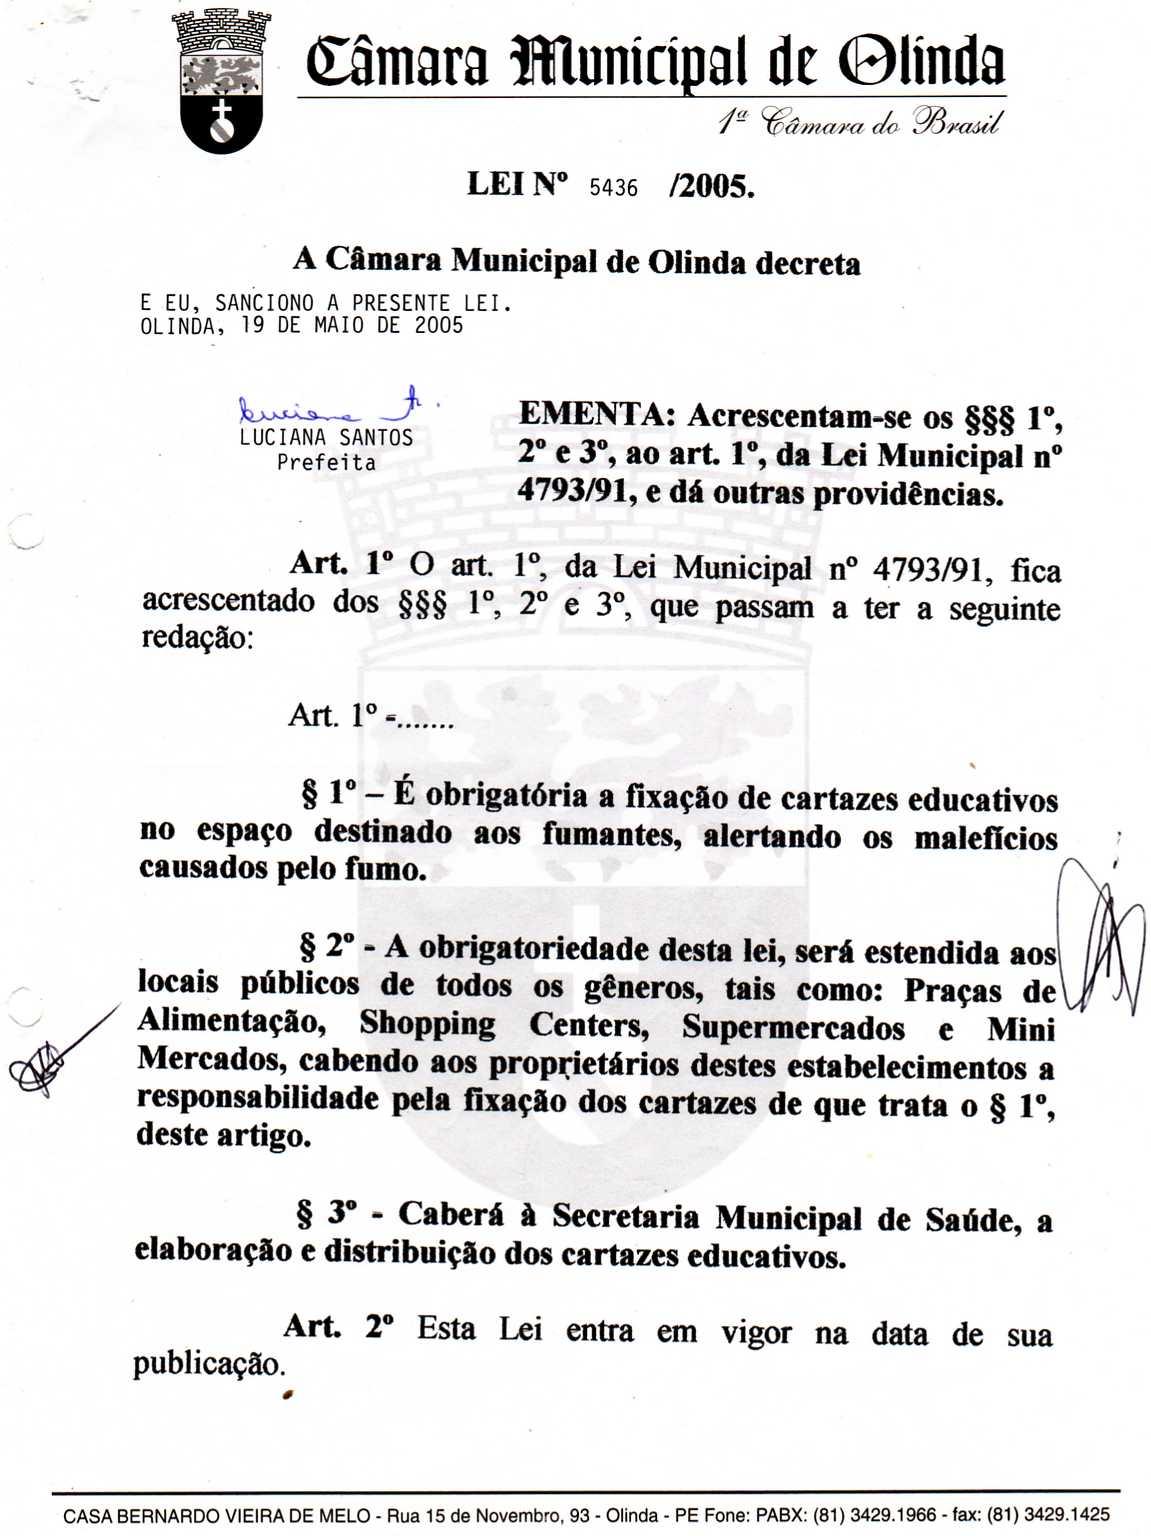 Câmara Municipal de Olinda
1ª Câmara do Brasil
LEI Nº 5436 /2005.
A Câmara Municipal de Olinda decreta
E EU, SANCIONO A PRESENTE LEI.
OLINDA, 19 DE MAIO DE 2005
Luciana
LUCIANA SANTOS
Prefeita
EMENTA: Acrescentam-se os §§§ 1º,
2º e 3º, ao art. 1º, da Lei Municipal nº
4793/91, e dá outras providências.
Art. 1º O art. 1º, da Lei Municipal nº 4793/91, fica
acrescentado dos §§§ 1º, 2º e 3º, que passam a ter a seguinte
redação:
Art. 1º -.......
§ 1º – É obrigatória a fixação de cartazes educativos
no espaço destinado aos fumantes, alertando os malefícios
causados pelo fumo.
§ 2º - A obrigatoriedade desta lei, será estendida aos
locais públicos de todos os gêneros, tais como: Praças de
Alimentação, Shopping Centers, Supermercados e Mini
Mercados, cabendo aos proprietários destes estabelecimentos a
responsabilidade pela fixação dos cartazes de que trata o § 1º,
deste artigo.
§ 3º - Caberá à Secretaria Municipal de Saúde, a
elaboração e distribuição dos cartazes educativos.
Art. 2º Esta Lei entra em vigor na data de sua
publicação.
CASA BERNARDO VIEIRA DE MELO - Rua 15 de Novembro, 93 - Olinda - PE Fone: PABX: (81) 3429.1966 - fax: (81) 3429.1425